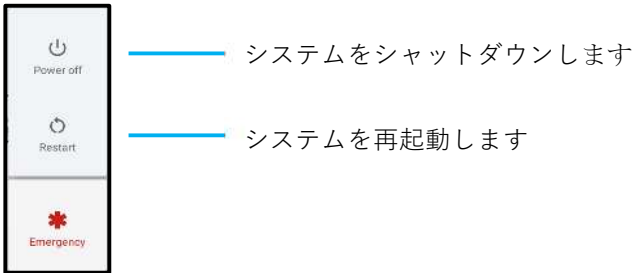 Power off
システムをシャットダウンします
Restart
システムを再起動します
Emergency